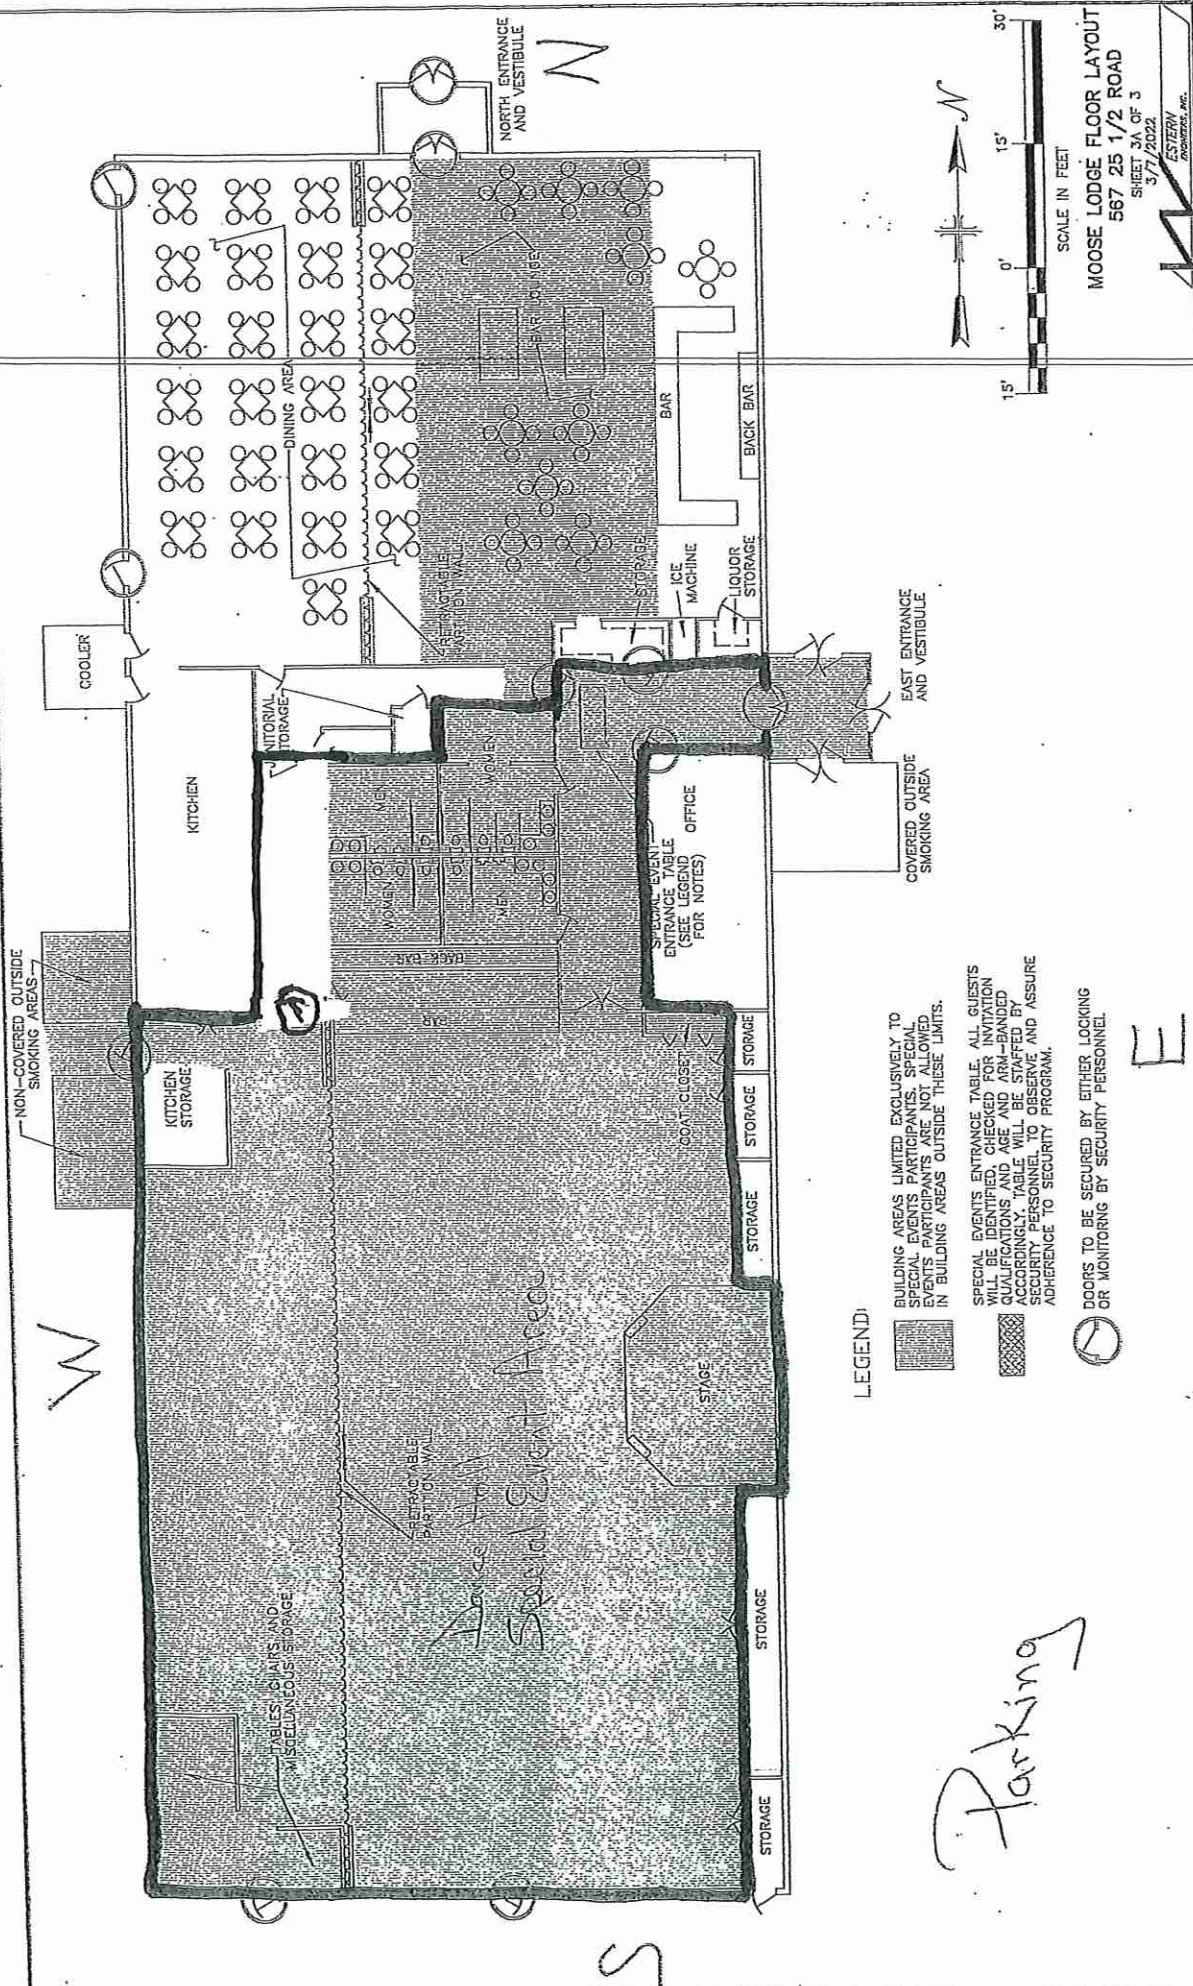 N
NORTH ENTRANCE
AND VESTIBULE
DINING AREA
BAR LOUNGE
RETRACTABLE
PARTITION WALL
BAR
BACK BAR
STORAGE
ICE
MACHINE
LIQUOR
STORAGE
COOLER
KITCHEN
EAST ENTRANCE
AND VESTIBULE
COVERED OUTSIDE
SMOKING AREA
MEN
WOMEN
WOMEN
MEN
OFFICE
SPECIAL EVENT
ENTRANCE TABLE
(SEE LEGEND
FOR NOTES)
BACK BAR
BAR
NON-COVERED OUTSIDE
SMOKING AREAS
KITCHEN
STORAGE
COAT CLOSET
STORAGE
STORAGE
STORAGE
STAGE
RETRACTABLE
PARTITION WALL
Dance Hall
Special Event Area
TABLES, CHAIRS AND
MISCELLANEOUS STORAGE
STORAGE
STORAGE
W
S
E
Parking
LEGEND:
BUILDING AREAS LIMITED EXCLUSIVELY TO
SPECIAL EVENTS PARTICIPANTS. SPECIAL
EVENTS PARTICIPANTS ARE NOT ALLOWED
IN BUILDING AREAS OUTSIDE THESE LIMITS.
SPECIAL EVENTS ENTRANCE TABLE. ALL GUESTS
WILL BE IDENTIFIED, CHECKED FOR INVITATION
QUALIFICATIONS AND AGE AND ARM-BANDED
ACCORDINGLY. TABLE WILL BE STAFFED BY
SECURITY PERSONNEL TO OBSERVE AND ASSURE
ADHERENCE TO SECURITY PROGRAM.
DOORS TO BE SECURED BY EITHER LOCKING
OR MONITORING BY SECURITY PERSONNEL
N
15' 0' 15' 30'
SCALE IN FEET
MOOSE LODGE FLOOR LAYOUT
567 25 1/2 ROAD
SHEET 3A OF 3
3/7/2022
ESTERN
ENGINEERS, INC.